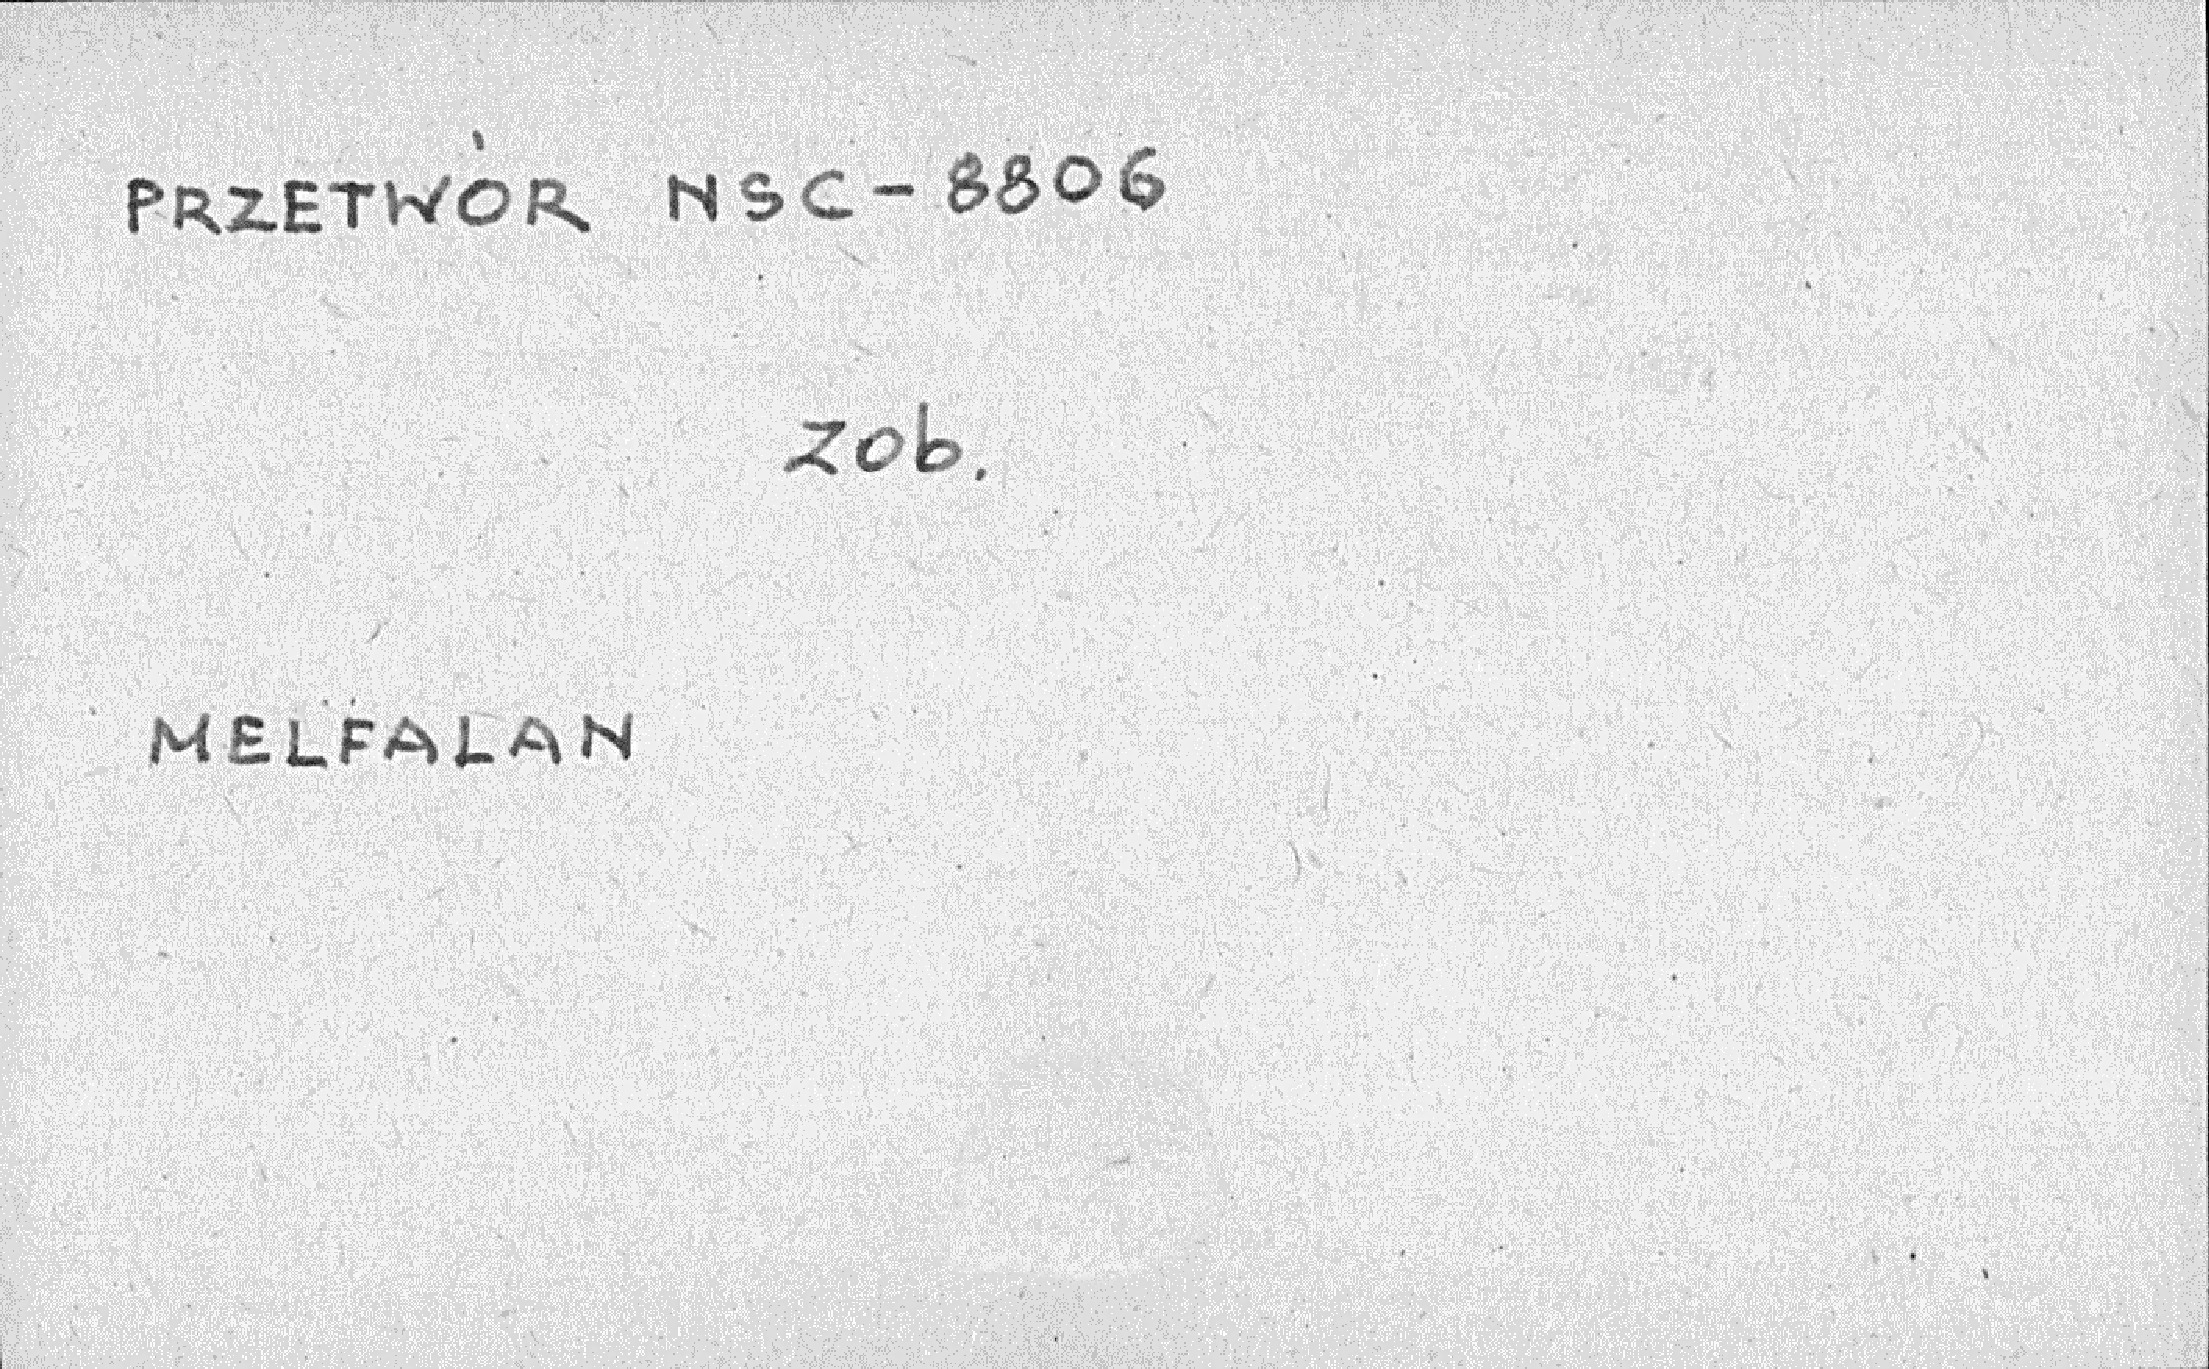 PRZETWÓR NSC-8806
zob.
MELFALAN